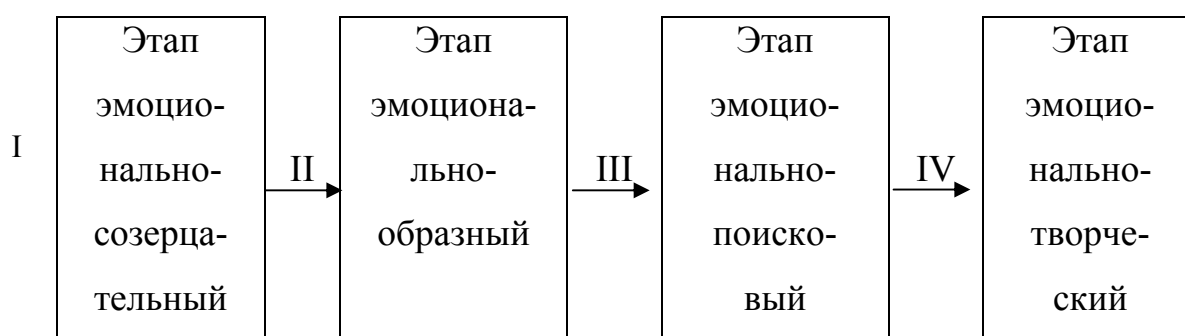 I
Этап
эмоцио-
нально-
созерца-
тельный
II
Этап
эмоциона-
льно-
образный
III
Этап
эмоцио-
нально-
поиско-
вый
IV
Этап
эмоцио-
нально-
творче-
ский